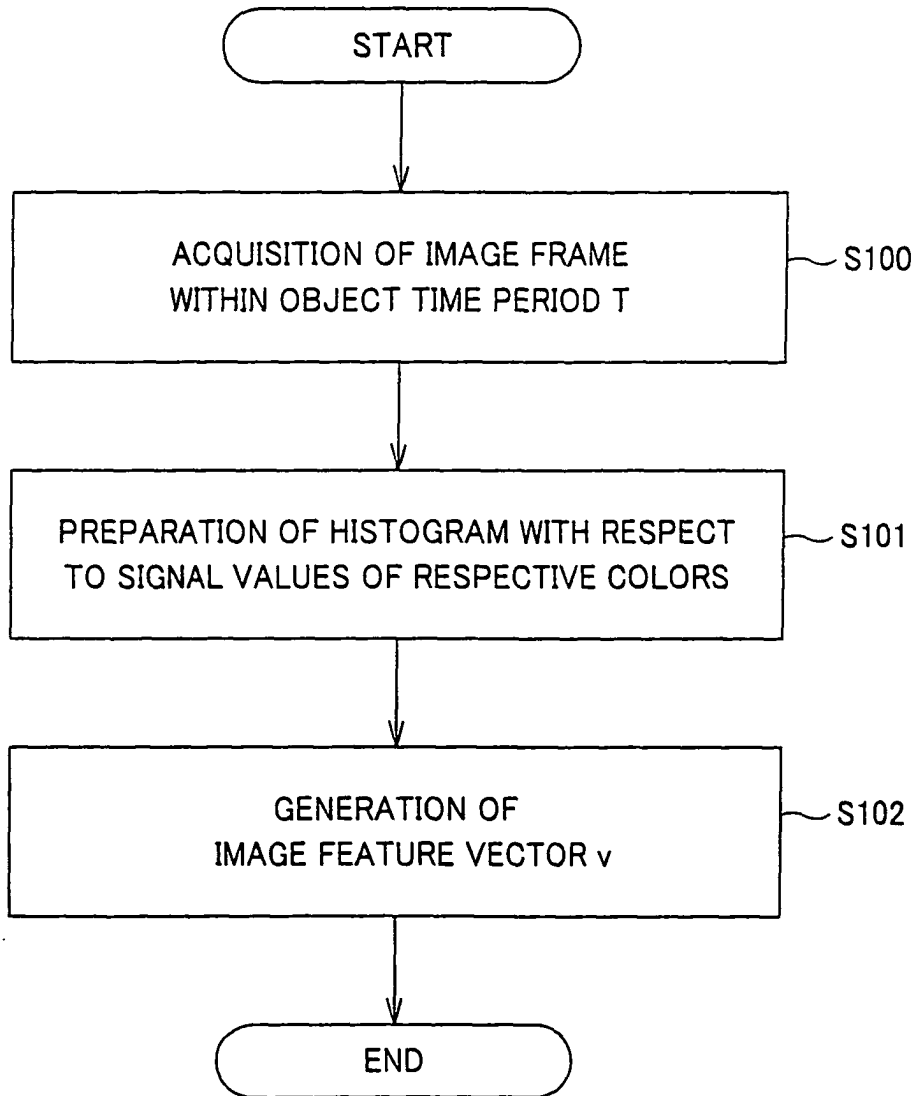 START
ACQUISITION OF IMAGE FRAME
WITHIN OBJECT TIME PERIOD T
S100
PREPARATION OF HISTOGRAM WITH RESPECT
TO SIGNAL VALUES OF RESPECTIVE COLORS
S101
GENERATION OF
IMAGE FEATURE VECTOR v
S102
END